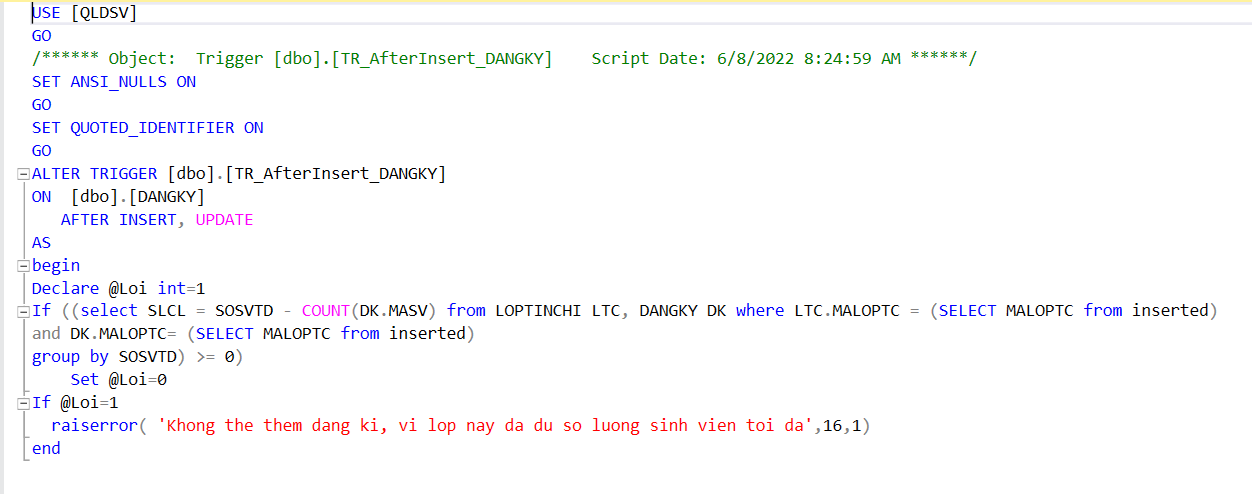 USE [QLDSV]
GO
/****** Object:  Trigger [dbo].[TR_AfterInsert_DANGKY]    Script Date: 6/8/2022 8:24:59 AM ******/
SET ANSI_NULLS ON
GO
SET QUOTED_IDENTIFIER ON
GO
ALTER TRIGGER [dbo].[TR_AfterInsert_DANGKY]
ON  [dbo].[DANGKY]
   AFTER INSERT, UPDATE
AS
begin
Declare @Loi int=1
If ((select SLCL = SOSVTD - COUNT(DK.MASV) from LOPTINCHI LTC, DANGKY DK where LTC.MALOPTC = (SELECT MALOPTC from inserted)
and DK.MALOPTC= (SELECT MALOPTC from inserted)
group by SOSVTD) >= 0)
    Set @Loi=0
If @Loi=1
  raiserror( 'Khong the them dang ki, vi lop nay da du so luong sinh vien toi da',16,1)
end